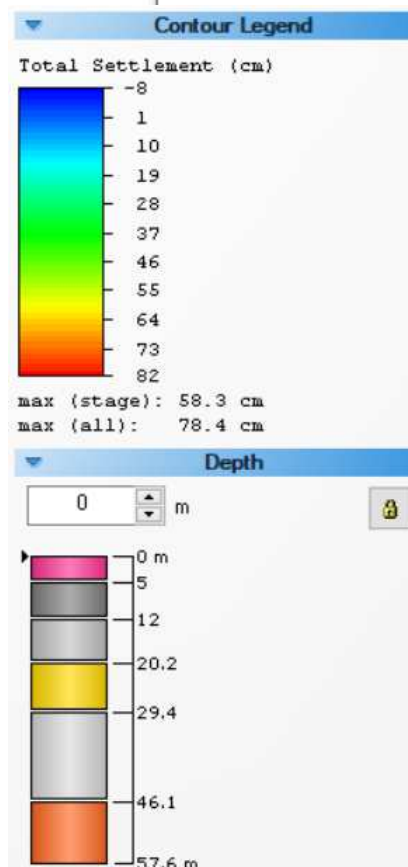 Contour Legend
Total Settlement (cm)
-8
1
10
19
28
37
46
55
64
73
82
max (stage): 58.3 cm
max (all): 78.4 cm
Depth
0 m
0 m
5
12
20.2
29.4
46.1
57.6 m